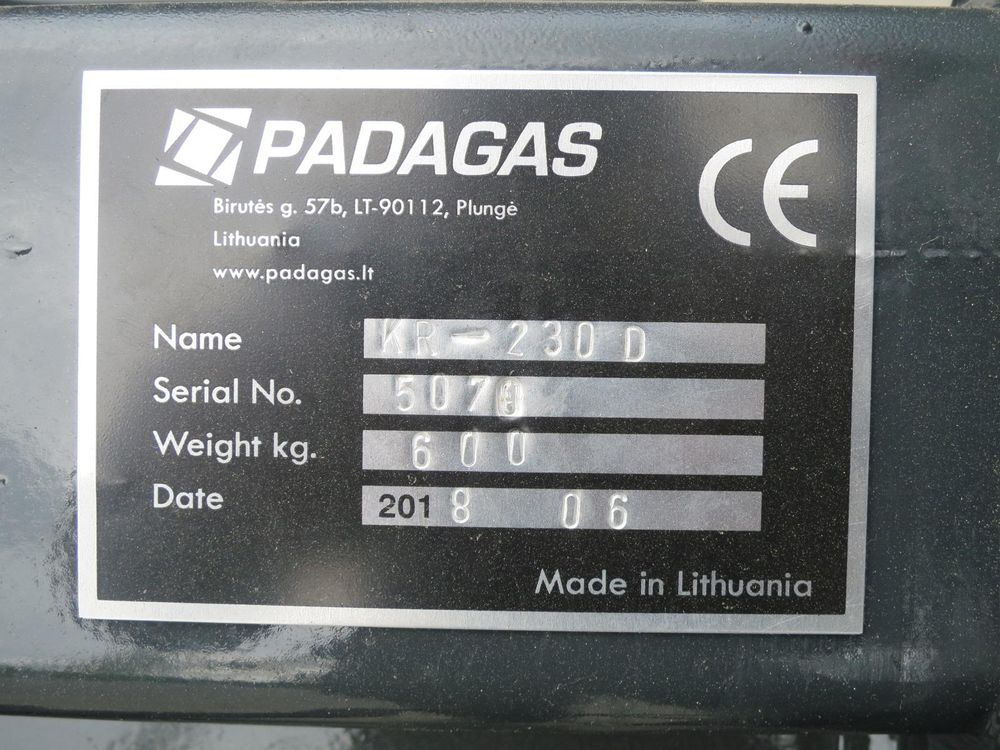 PADAGAS
CE
Birutės g. 57b, LT-90112, Plungė
Lithuania
www.padagas.lt
Name KR-230D
Serial No.
Weight kg. 600
Date 2018 06
Made in Lithuania